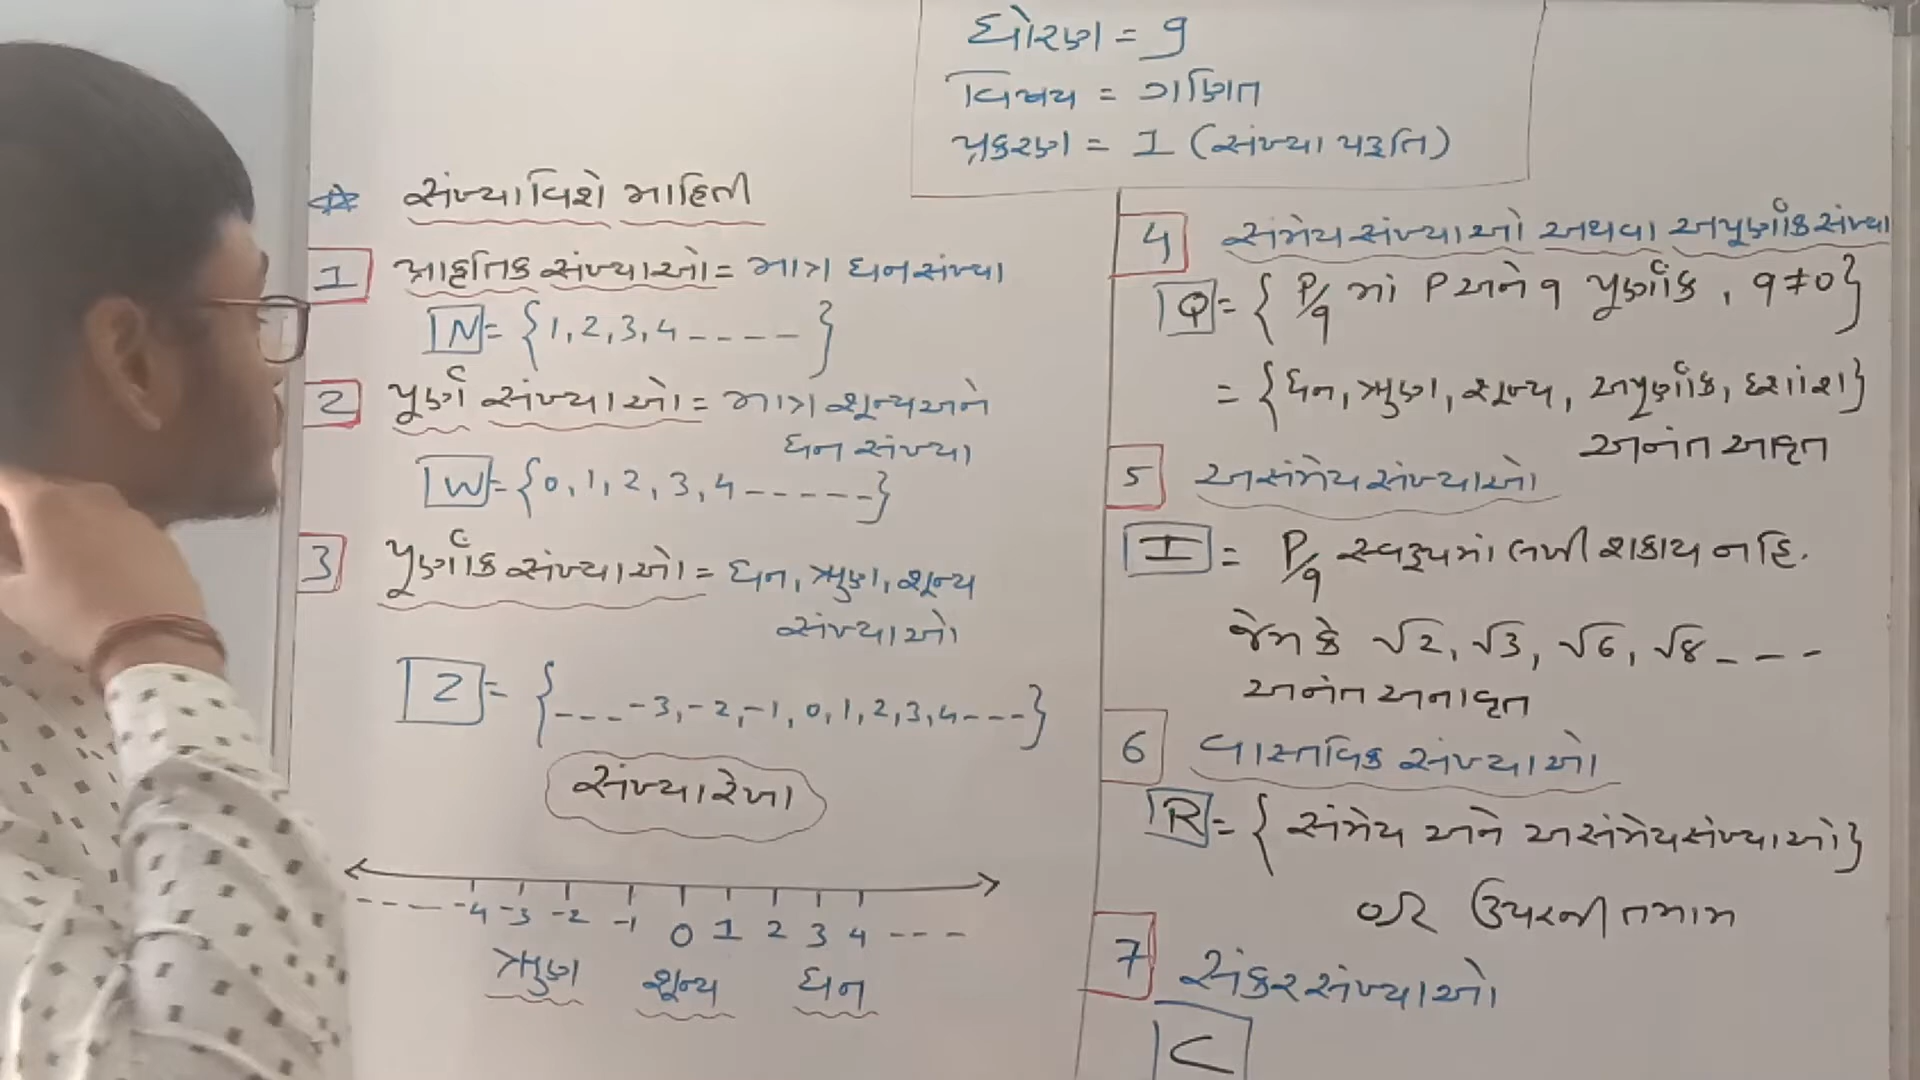 ધોરણ = 9
વિષય = ગણિત
પ્રકરણ = 1 (સંખ્યા પદ્ધતિ)
સંખ્યા વિશે માહિતી
1 પ્રાકૃતિક સંખ્યાઓ = માત્ર ધન સંખ્યા
N = {1, 2, 3, 4 - - - - -}
2 પૂર્ણ સંખ્યાઓ = માત્ર શૂન્ય અને
ધન સંખ્યા
W = {0, 1, 2, 3, 4 - - - - - -}
3 પૂર્ણાંક સંખ્યાઓ = ધન, ઋણ, શૂન્ય
સંખ્યાઓ
Z = {- - - -3, -2, -1, 0, 1, 2, 3, 4 - - -}
સંખ્યારેખા
- - - - -4 -3 -2 -1 0 1 2 3 4 - - -
ઋણ શૂન્ય ધન
4 સંમેય સંખ્યાઓ અથવા અપૂર્ણાંક સંખ્યા
Q = {P/q માં P અને q પૂર્ણાંક, q ≠ 0}
= {ધન, ઋણ, શૂન્ય, અપૂર્ણાંક, દશાંશ}
અનંત આવૃત
5 અસંમેય સંખ્યાઓ
I = P/q સ્વરૂપમાં લખી શકાય નહિ.
જેમ કે √2, √3, √6, √8 - - -
અનંત અનાવૃત
6 વાસ્તવિક સંખ્યાઓ
R = {સંમેય અને અસંમેય સંખ્યાઓ}
or ઉપરની તમામ
7 સંકર સંખ્યાઓ
C